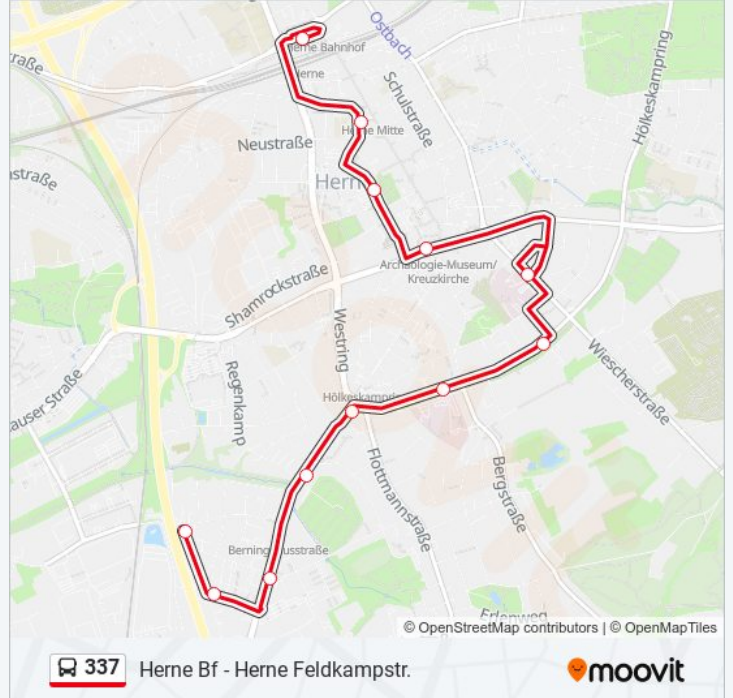 Ostbach
Herne Bahnhof
Herne
Hölkeskampring
Schulstraße
Neustraße
Herne Mitte
Herne
Archäologie-Museum/
Kreuzkirche
Shamrockstraße
Westring
Wiescherstraße
Regenkamp
Hölkeskampring
Flottmannstraße
Bergstraße
Berninghausstraße
Erlenweg
© OpenStreetMap contributors | © OpenMapTiles
337
Herne Bf - Herne Feldkampstr.
moovit